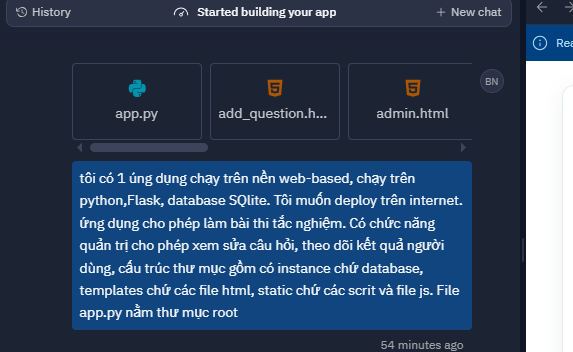 History
Started building your app
+ New chat
Rea
BN
app.py
add_question.h...
admin.html
tôi có 1 úng dụng chạy trên nền web-based, chạy trên
python,Flask, database SQlite. Tôi muốn deploy trên internet.
ứng dụng cho phép làm bài thi tắc nghiệm. Có chức năng
quản trị cho phép xem sửa câu hỏi, theo dõi kết quả người
dùng, cấu trúc thư mục gồm có instance chứ database,
templates chứ các file html, static chứ các scrit và file js. File
app.py nằm thư mục root
54 minutes ago